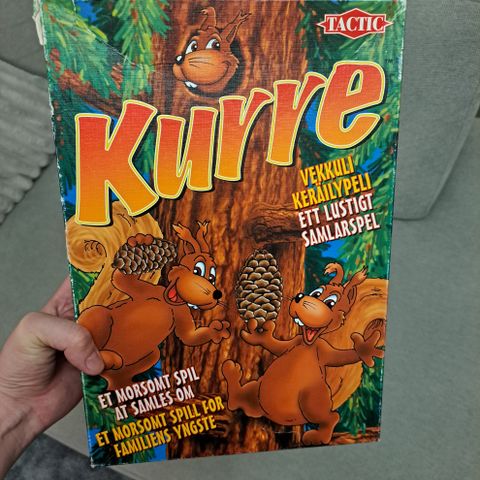 TACTIC
Kurre
™
VEKKULI
KERÄILYPELI
ETT LUSTIGT
SAMLARSPEL
ET MORSOMT SPIL
AT SAMLES OM
ET MORSOMT SPILL FOR
FAMILIENS YNGSTE